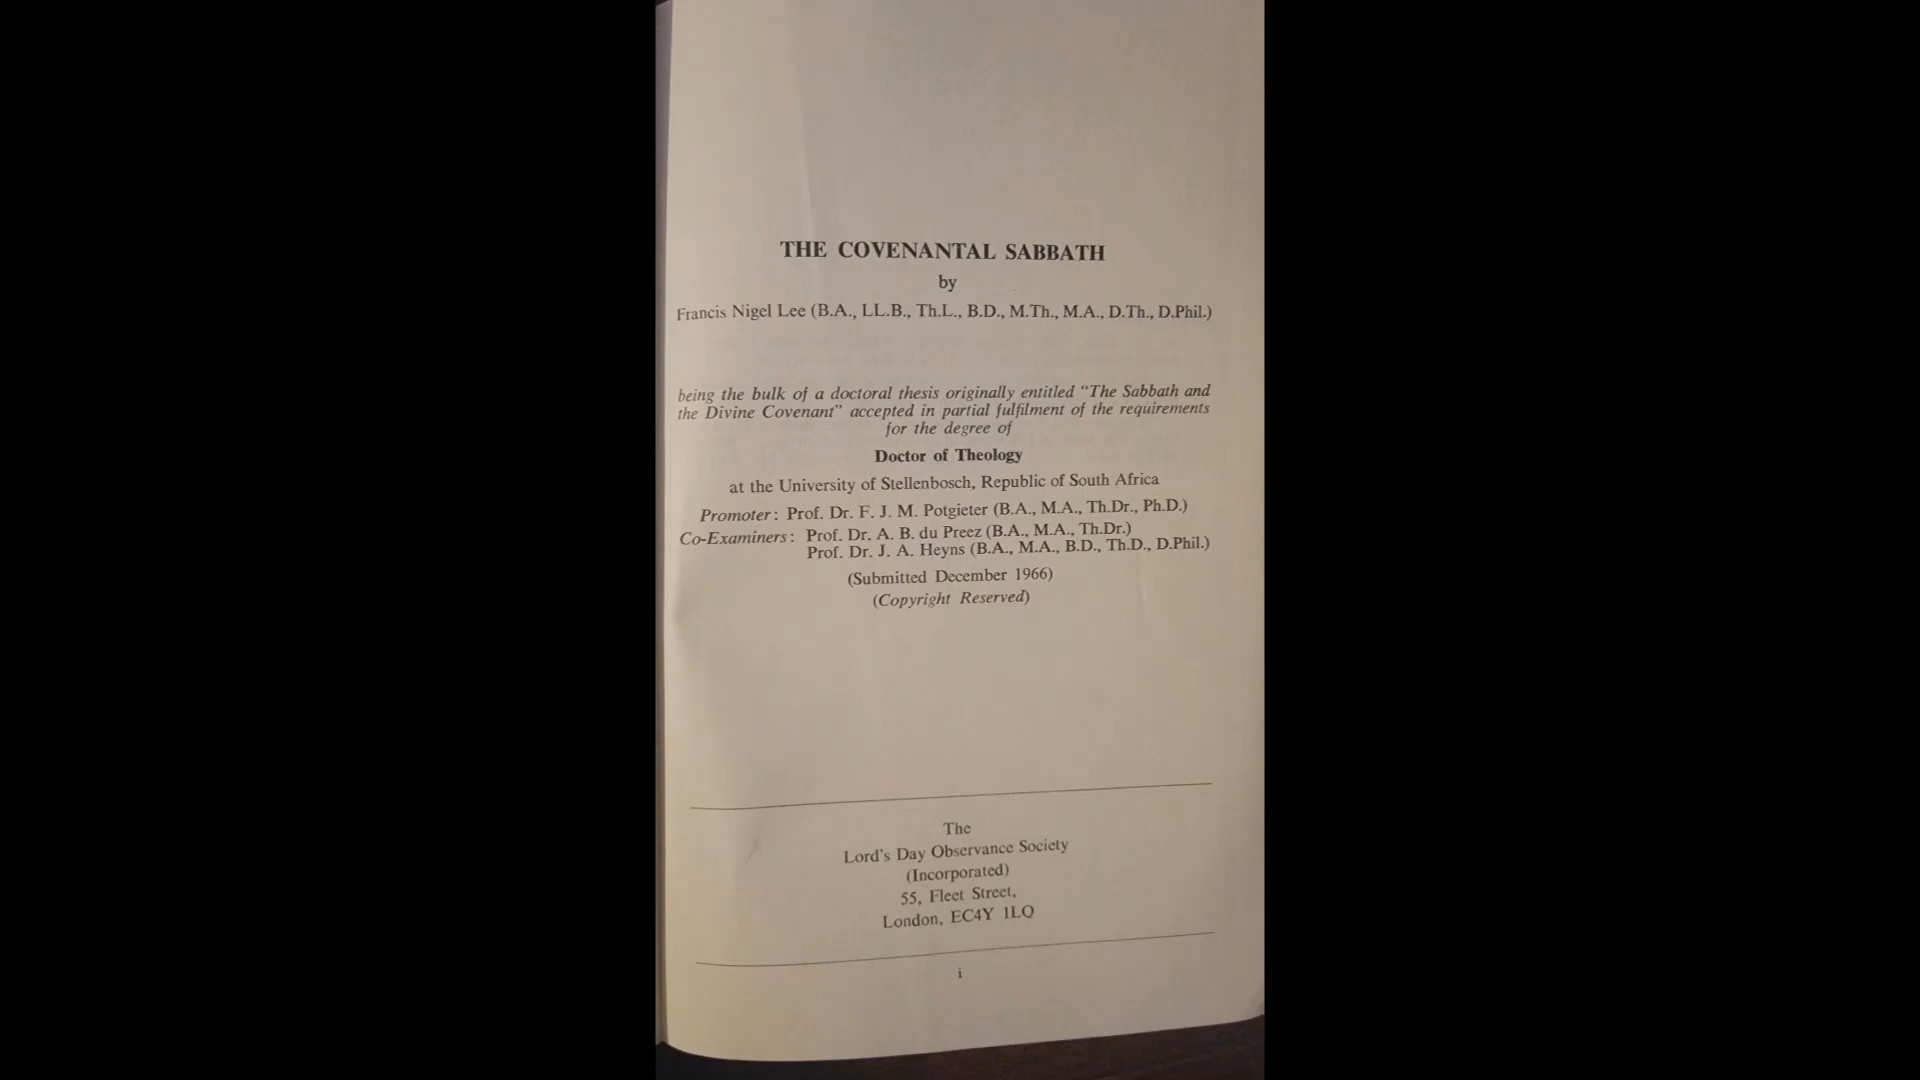 THE COVENANTAL SABBATH
by
Francis Nigel Lee (B.A., LL.B., Th.L., B.D., M.Th., M.A., D.Th., D.Phil.)
being the bulk of a doctoral thesis originally entitled “The Sabbath and
the Divine Covenant” accepted in partial fulfilment of the requirements
for the degree of
Doctor of Theology
at the University of Stellenbosch, Republic of South Africa
Promoter: Prof. Dr. F. J. M. Potgieter (B.A., M.A., Th.Dr., Ph.D.)
Co-Examiners: Prof. Dr. A. B. du Preez (B.A., M.A., Th.Dr.)
Prof. Dr. J. A. Heyns (B.A., M.A., B.D., Th.D., D.Phil.)
(Submitted December 1966)
(Copyright Reserved)
The
Lord's Day Observance Society
(Incorporated)
55, Fleet Street,
London, EC4Y 1LQ
i